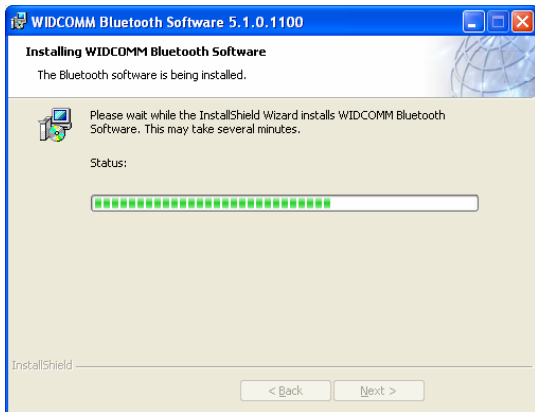 WIDCOMM Bluetooth Software 5.1.0.1100
Installing WIDCOMM Bluetooth Software
The Bluetooth software is being installed.
Please wait while the InstallShield Wizard installs WIDCOMM Bluetooth
Software. This may take several minutes.
Status:
InstallShield
< Back Next >